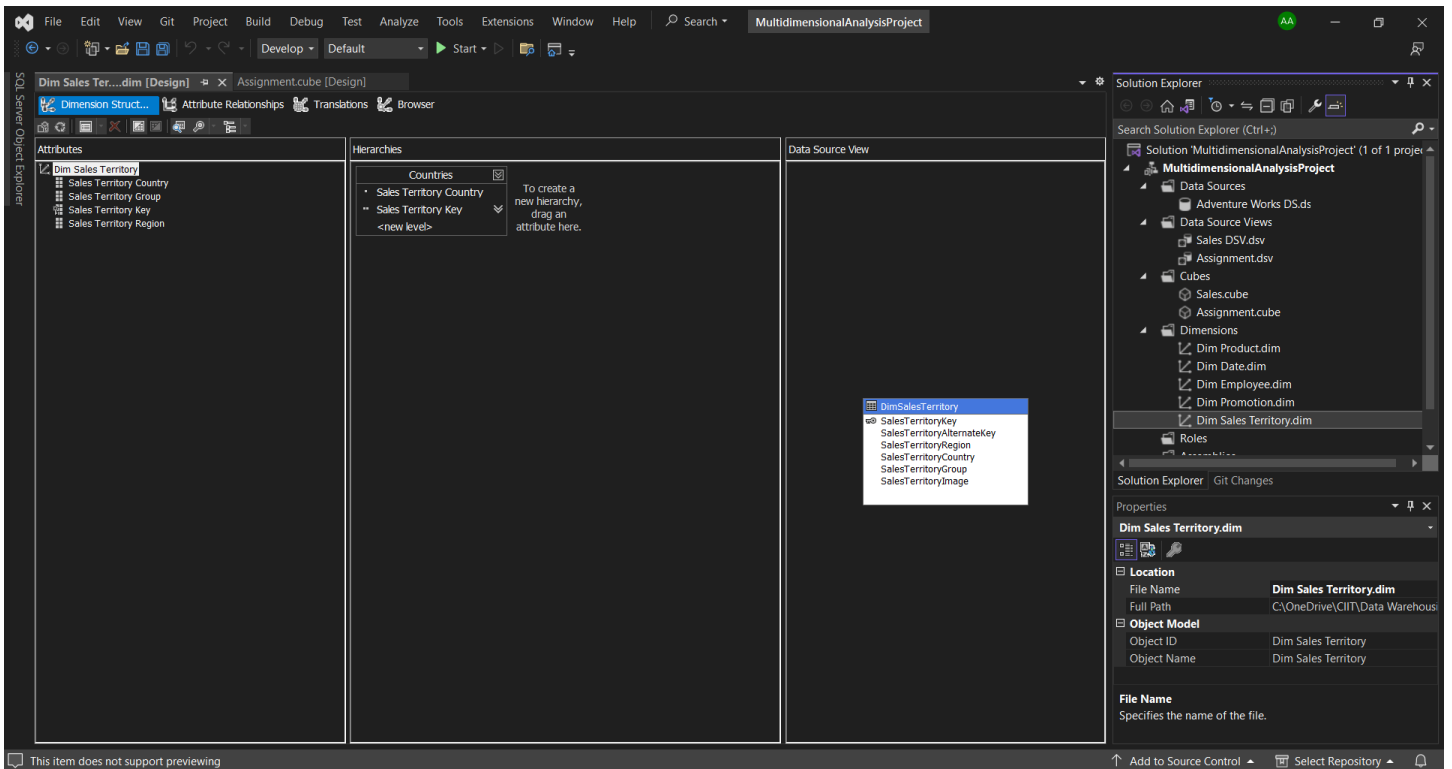 File Edit View Git Project Build Debug Test Analyze Tools Extensions Window Help Search MultidimensionalAnalysisProject AA
Develop Default Start
SQL Server Object Explorer
Dim Sales Ter....dim [Design] Assignment.cube [Design]
Dimension Struct... Attribute Relationships Translations Browser
Attributes
Dim Sales Territory
Sales Territory Country
Sales Territory Group
Sales Territory Key
Sales Territory Region
Hierarchies
Countries
Sales Territory Country
Sales Territory Key
<new level>
To create a
new hierarchy,
drag an
attribute here.
Data Source View
DimSalesTerritory
SalesTerritoryKey
SalesTerritoryAlternateKey
SalesTerritoryRegion
SalesTerritoryCountry
SalesTerritoryGroup
SalesTerritoryImage
Solution Explorer
Search Solution Explorer (Ctrl+;)
Solution 'MultidimensionalAnalysisProject' (1 of 1 projec
MultidimensionalAnalysisProject
Data Sources
Adventure Works DS.ds
Data Source Views
Sales DSV.dsv
Assignment.dsv
Cubes
Sales.cube
Assignment.cube
Dimensions
Dim Product.dim
Dim Date.dim
Dim Employee.dim
Dim Promotion.dim
Dim Sales Territory.dim
Roles
Solution Explorer Git Changes
Properties
Dim Sales Territory.dim
Location
File Name Dim Sales Territory.dim
Full Path C:\OneDrive\CIIT\Data Warehousi
Object Model
Object ID Dim Sales Territory
Object Name Dim Sales Territory
File Name
Specifies the name of the file.
This item does not support previewing Add to Source Control Select Repository